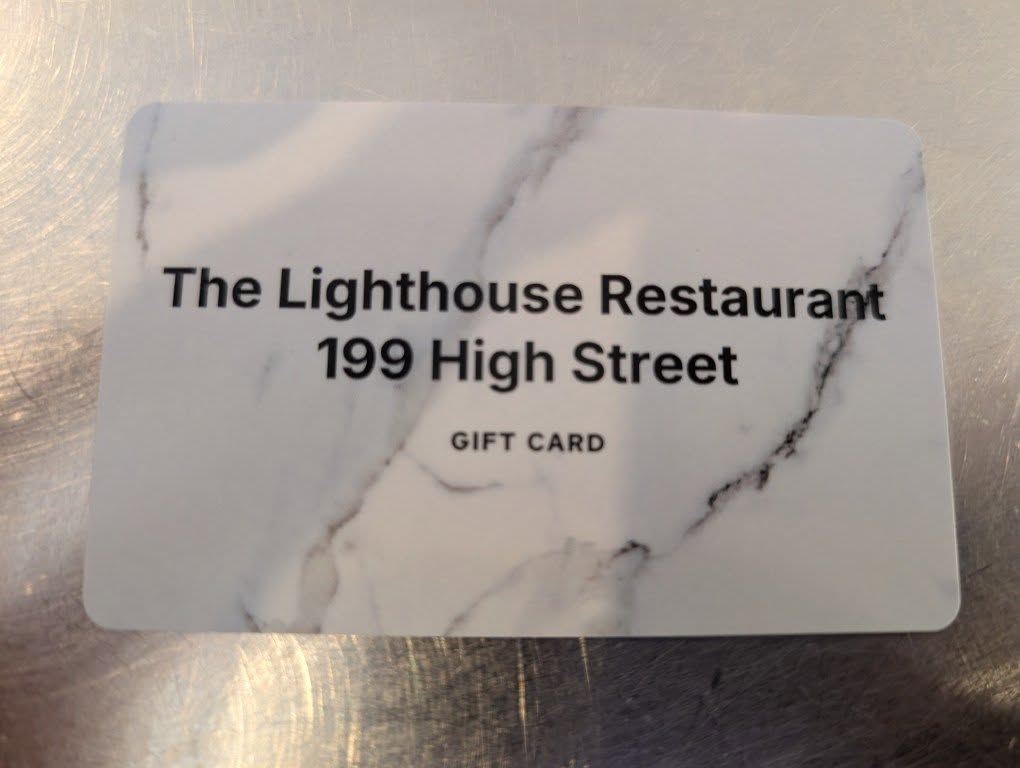 The Lighthouse Restaurant
199 High Street
GIFT CARD